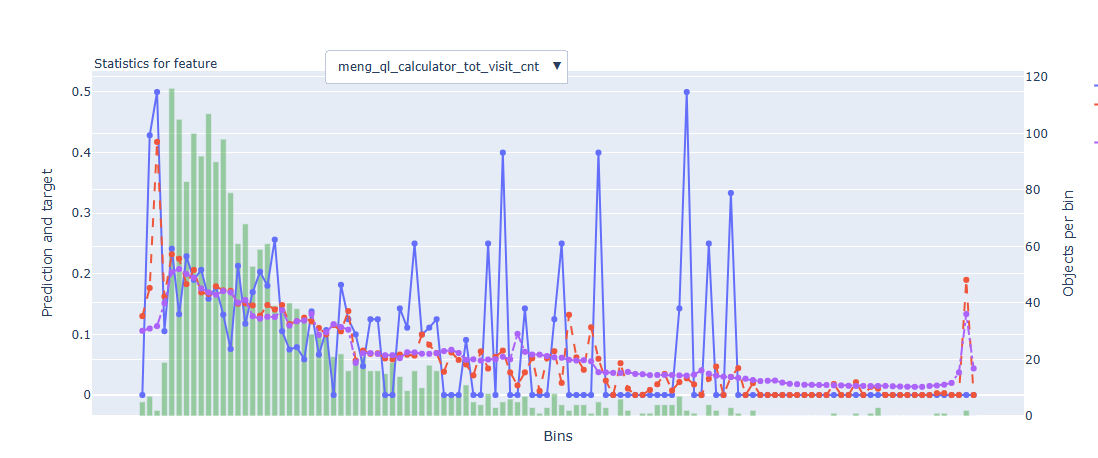 Statistics for feature
meng_ql_calculator_tot_visit_cnt ▼
Prediction and target
0.5
0.4
0.3
0.2
0.1
0
120
100
80
60
40
20
0
Objects per bin
Bins